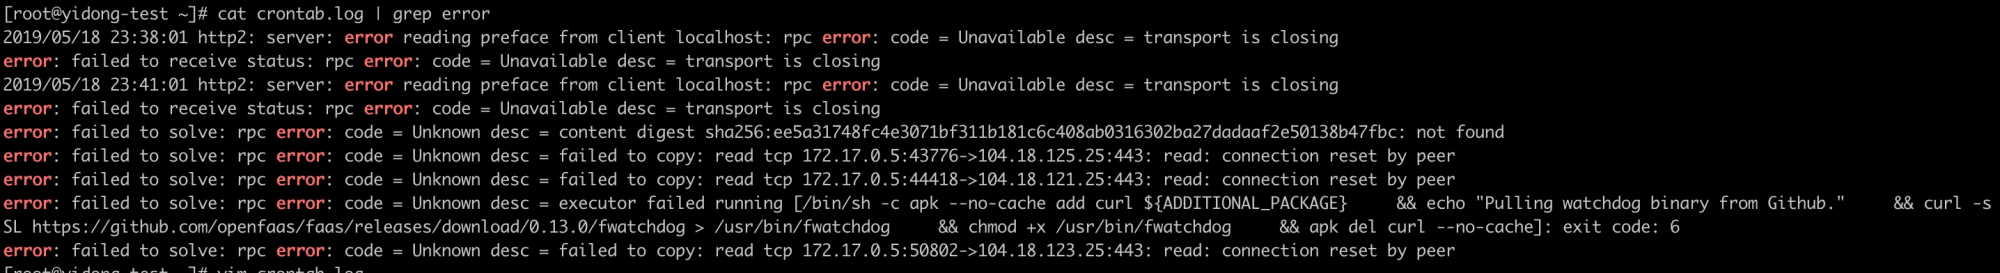 [root@yidong-test ~]# cat crontab.log | grep error
2019/05/18 23:38:01 http2: server: error reading preface from client localhost: rpc error: code = Unavailable desc = transport is closing
error: failed to receive status: rpc error: code = Unavailable desc = transport is closing
2019/05/18 23:41:01 http2: server: error reading preface from client localhost: rpc error: code = Unavailable desc = transport is closing
error: failed to receive status: rpc error: code = Unavailable desc = transport is closing
error: failed to solve: rpc error: code = Unknown desc = content digest sha256:ee5a31748fc4e3071bf311b181c6c408ab0316302ba27dadaaf2e50138b47fbc: not found
error: failed to solve: rpc error: code = Unknown desc = failed to copy: read tcp 172.17.0.5:43776->104.18.125.25:443: read: connection reset by peer
error: failed to solve: rpc error: code = Unknown desc = failed to copy: read tcp 172.17.0.5:44418->104.18.121.25:443: read: connection reset by peer
error: failed to solve: rpc error: code = Unknown desc = executor failed running [/bin/sh -c apk --no-cache add curl ${ADDITIONAL_PACKAGE}     && echo "Pulling watchdog binary from Github."     && curl -s
SL https://github.com/openfaas/faas/releases/download/0.13.0/fwatchdog > /usr/bin/fwatchdog     && chmod +x /usr/bin/fwatchdog     && apk del curl --no-cache]: exit code: 6
error: failed to solve: rpc error: code = Unknown desc = failed to copy: read tcp 172.17.0.5:50802->104.18.123.25:443: read: connection reset by peer
[root@yidong-test ~]# vim crontab.log